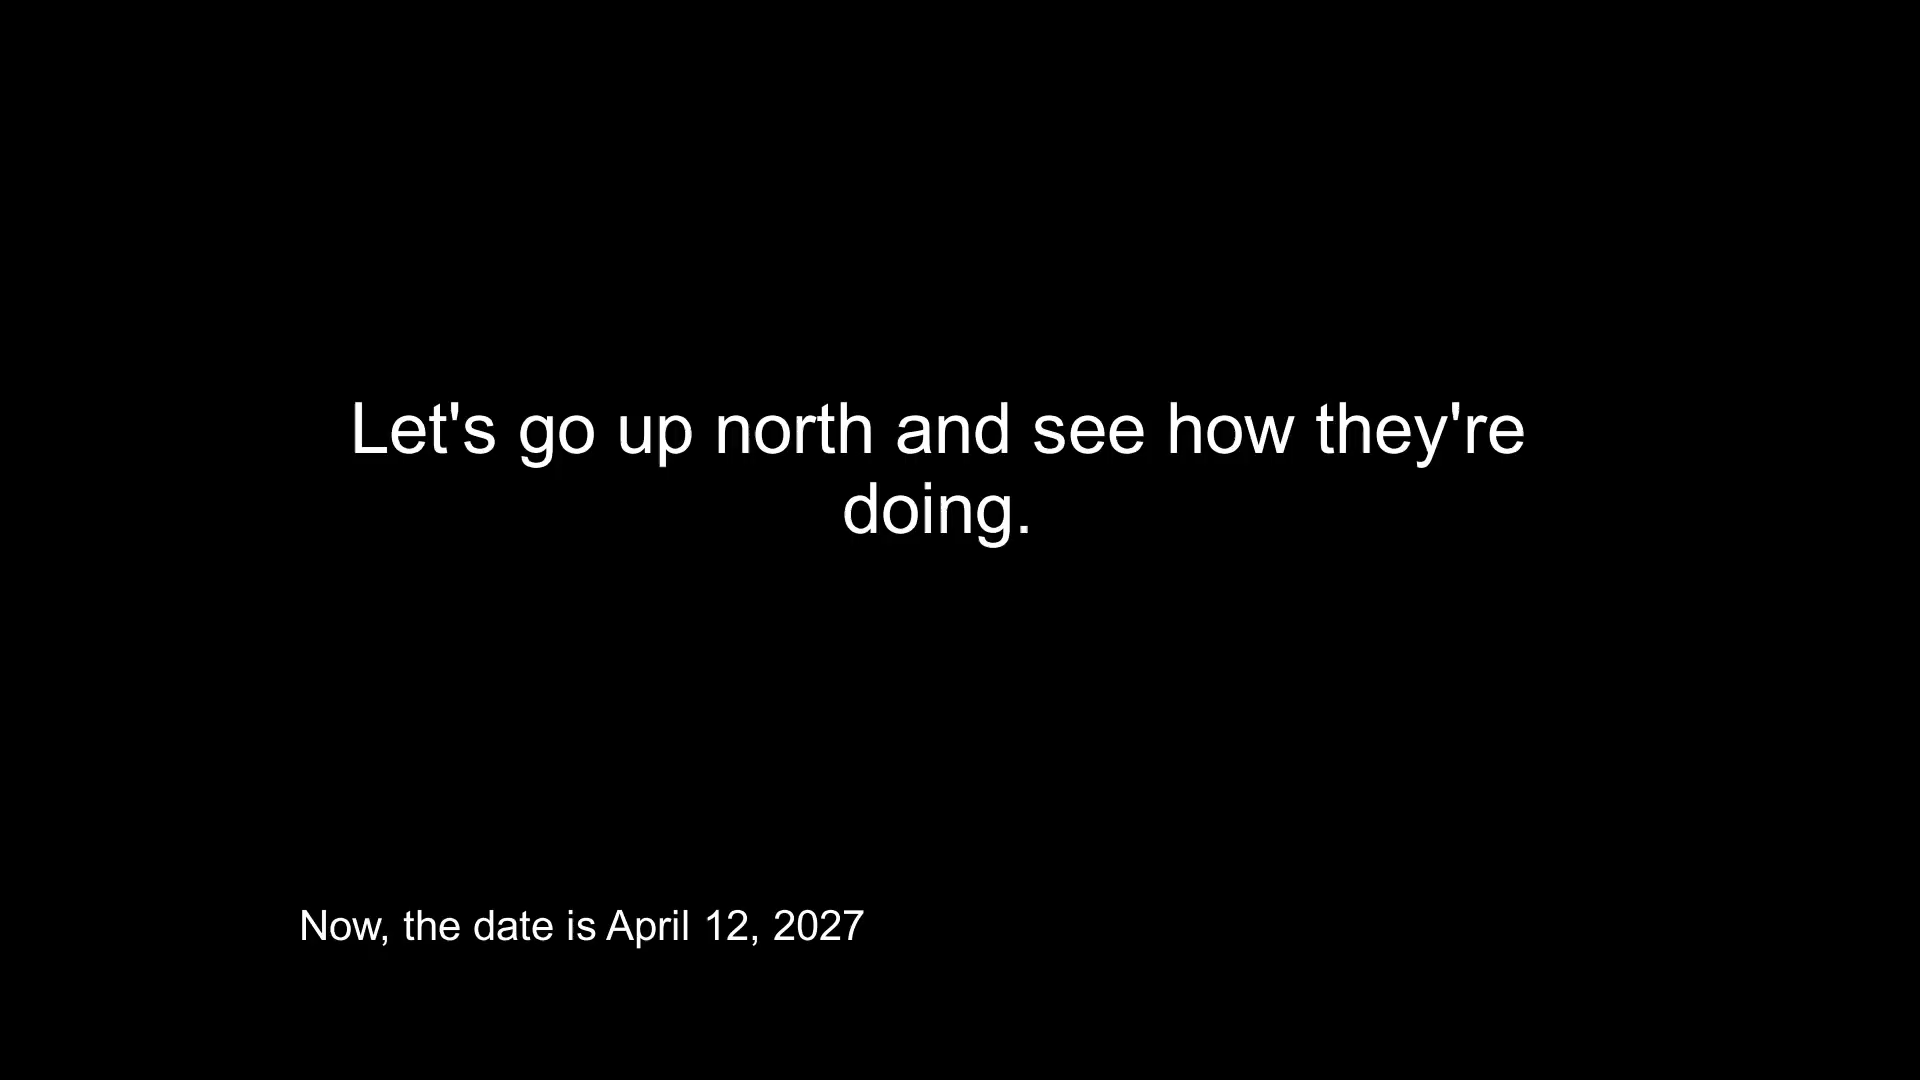 Let's go up north and see how they're
doing.
Now, the date is April 12, 2027